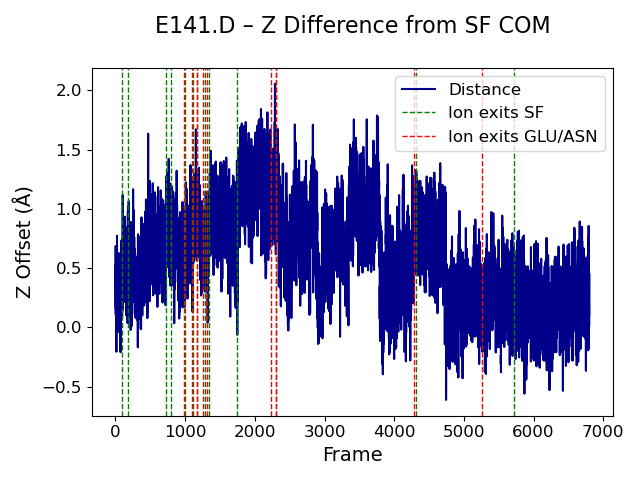 E141.D – Z Difference from SF COM
Distance
Ion exits SF
Ion exits GLU/ASN
Z Offset (Å)
2.0
1.5
1.0
0.5
0.0
−0.5
0 1000 2000 3000 4000 5000 6000 7000
Frame